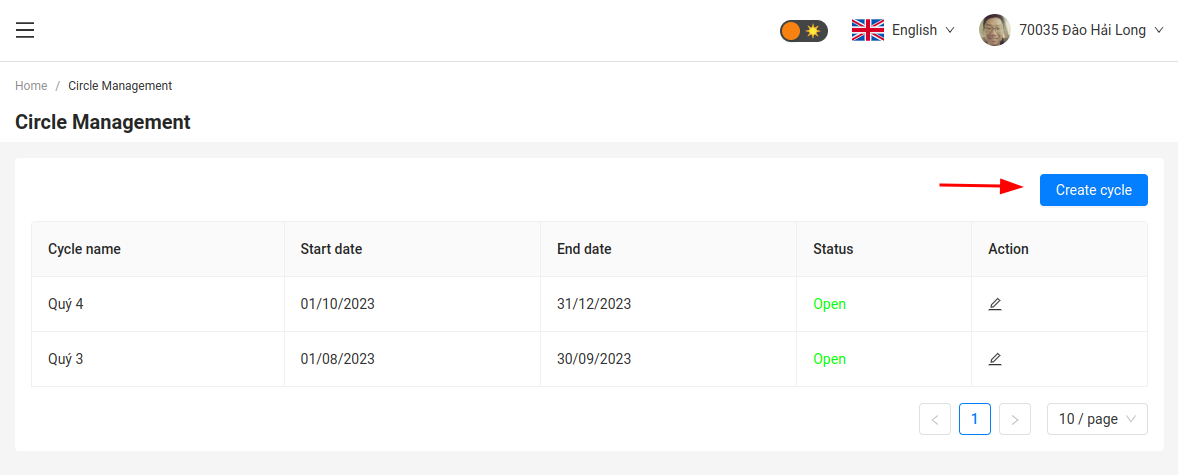 English 70035 Đào Hải Long
Home / Circle Management
Circle Management
Create cycle
Cycle name Start date End date Status Action
Quý 4 01/10/2023 31/12/2023 Open
Quý 3 01/08/2023 30/09/2023 Open
< 1 > 10 / page